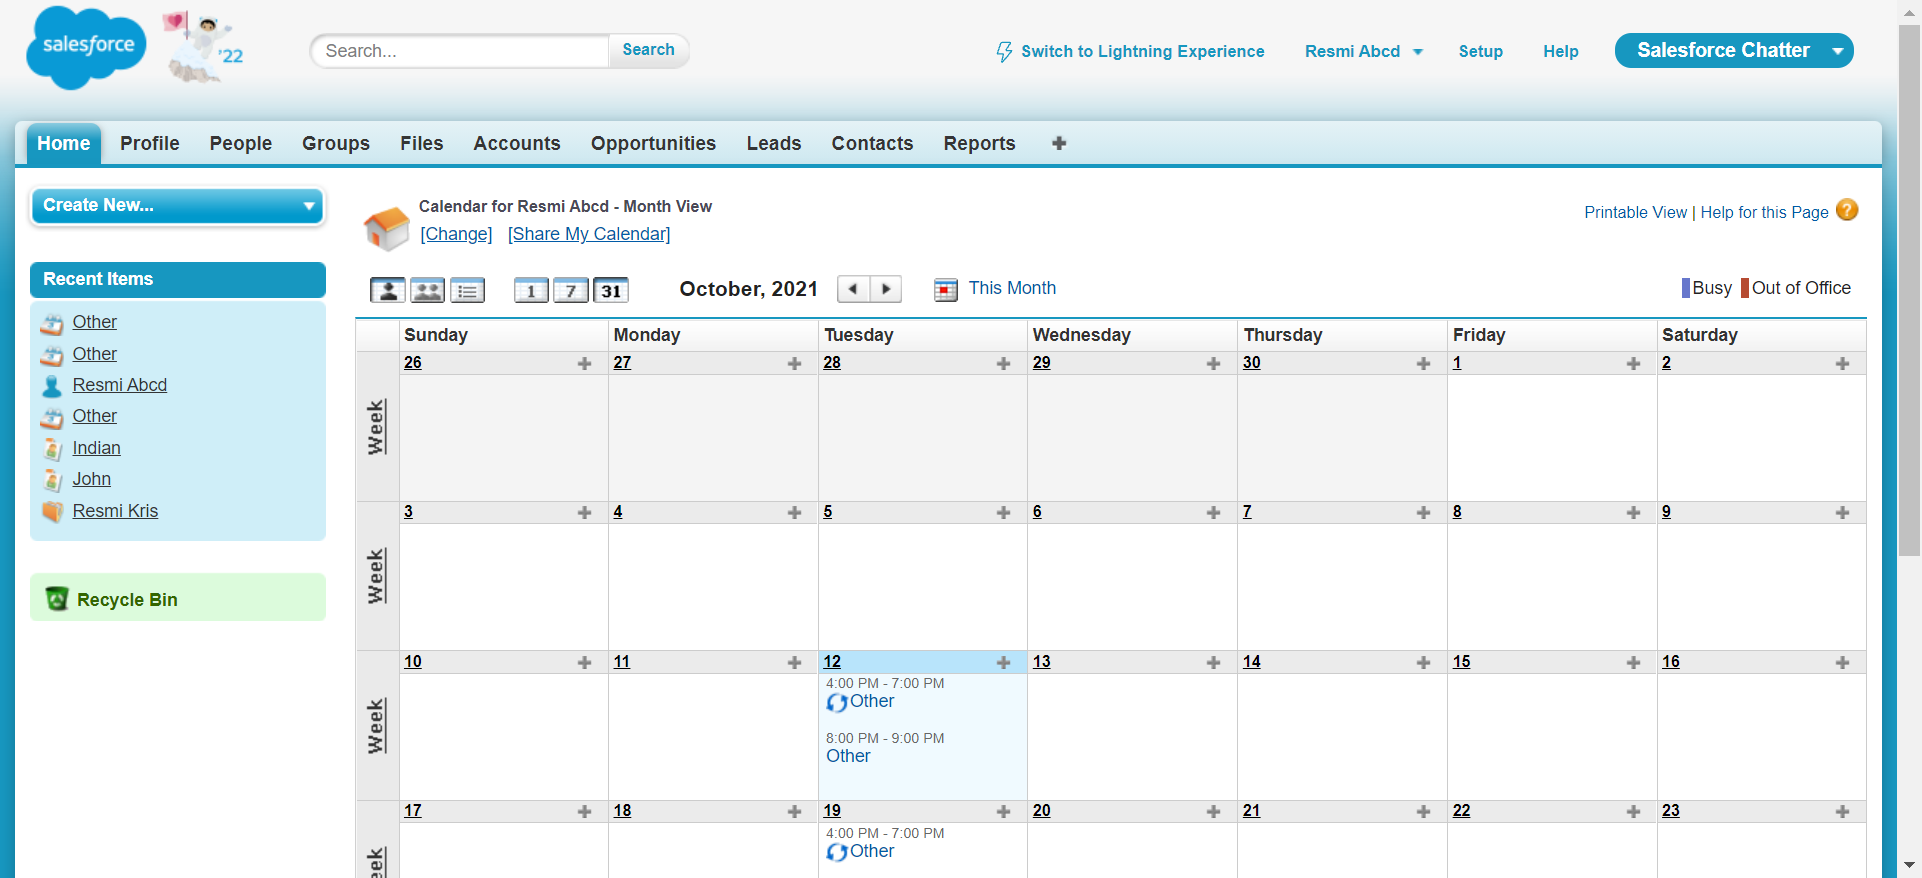 salesforce
'22
Search...
Search
Switch to Lightning Experience
Resmi Abcd
Setup
Help
Salesforce Chatter
Home Profile People Groups Files Accounts Opportunities Leads Contacts Reports
Create New...
Recent Items
Other
Other
Resmi Abcd
Other
Indian
John
Resmi Kris
Recycle Bin
Calendar for Resmi Abcd - Month View
[Change] [Share My Calendar]
Printable View | Help for this Page ?
1 7 31
October, 2021
This Month
Busy Out of Office
Sunday Monday Tuesday Wednesday Thursday Friday Saturday
Week
26 27 28 29 30 1 2
Week
3 4 5 6 7 8 9
Week
10 11 12 13 14 15 16
4:00 PM - 7:00 PM
Other
8:00 PM - 9:00 PM
Other
17 18 19 20 21 22 23
eek
4:00 PM - 7:00 PM
Other